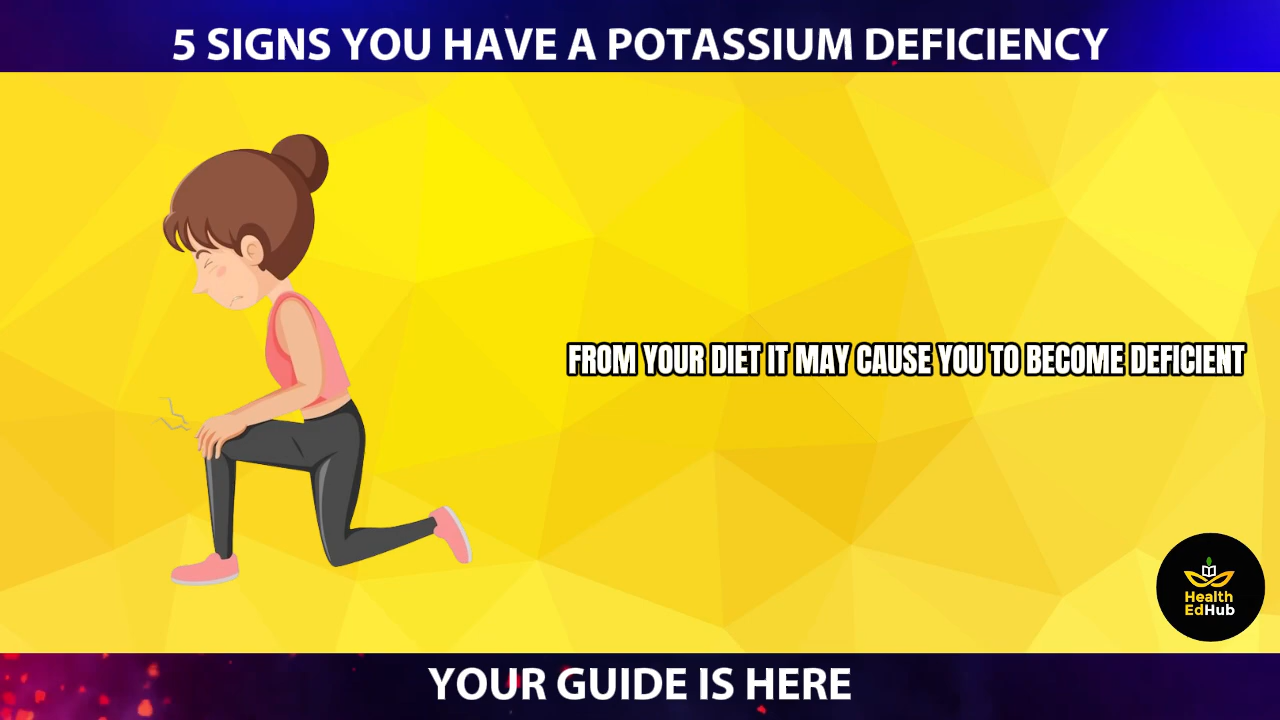 5 SIGNS YOU HAVE A POTASSIUM DEFICIENCY
FROM YOUR DIET IT MAY CAUSE YOU TO BECOME DEFICIENT
Health
EdHub
YOUR GUIDE IS HERE